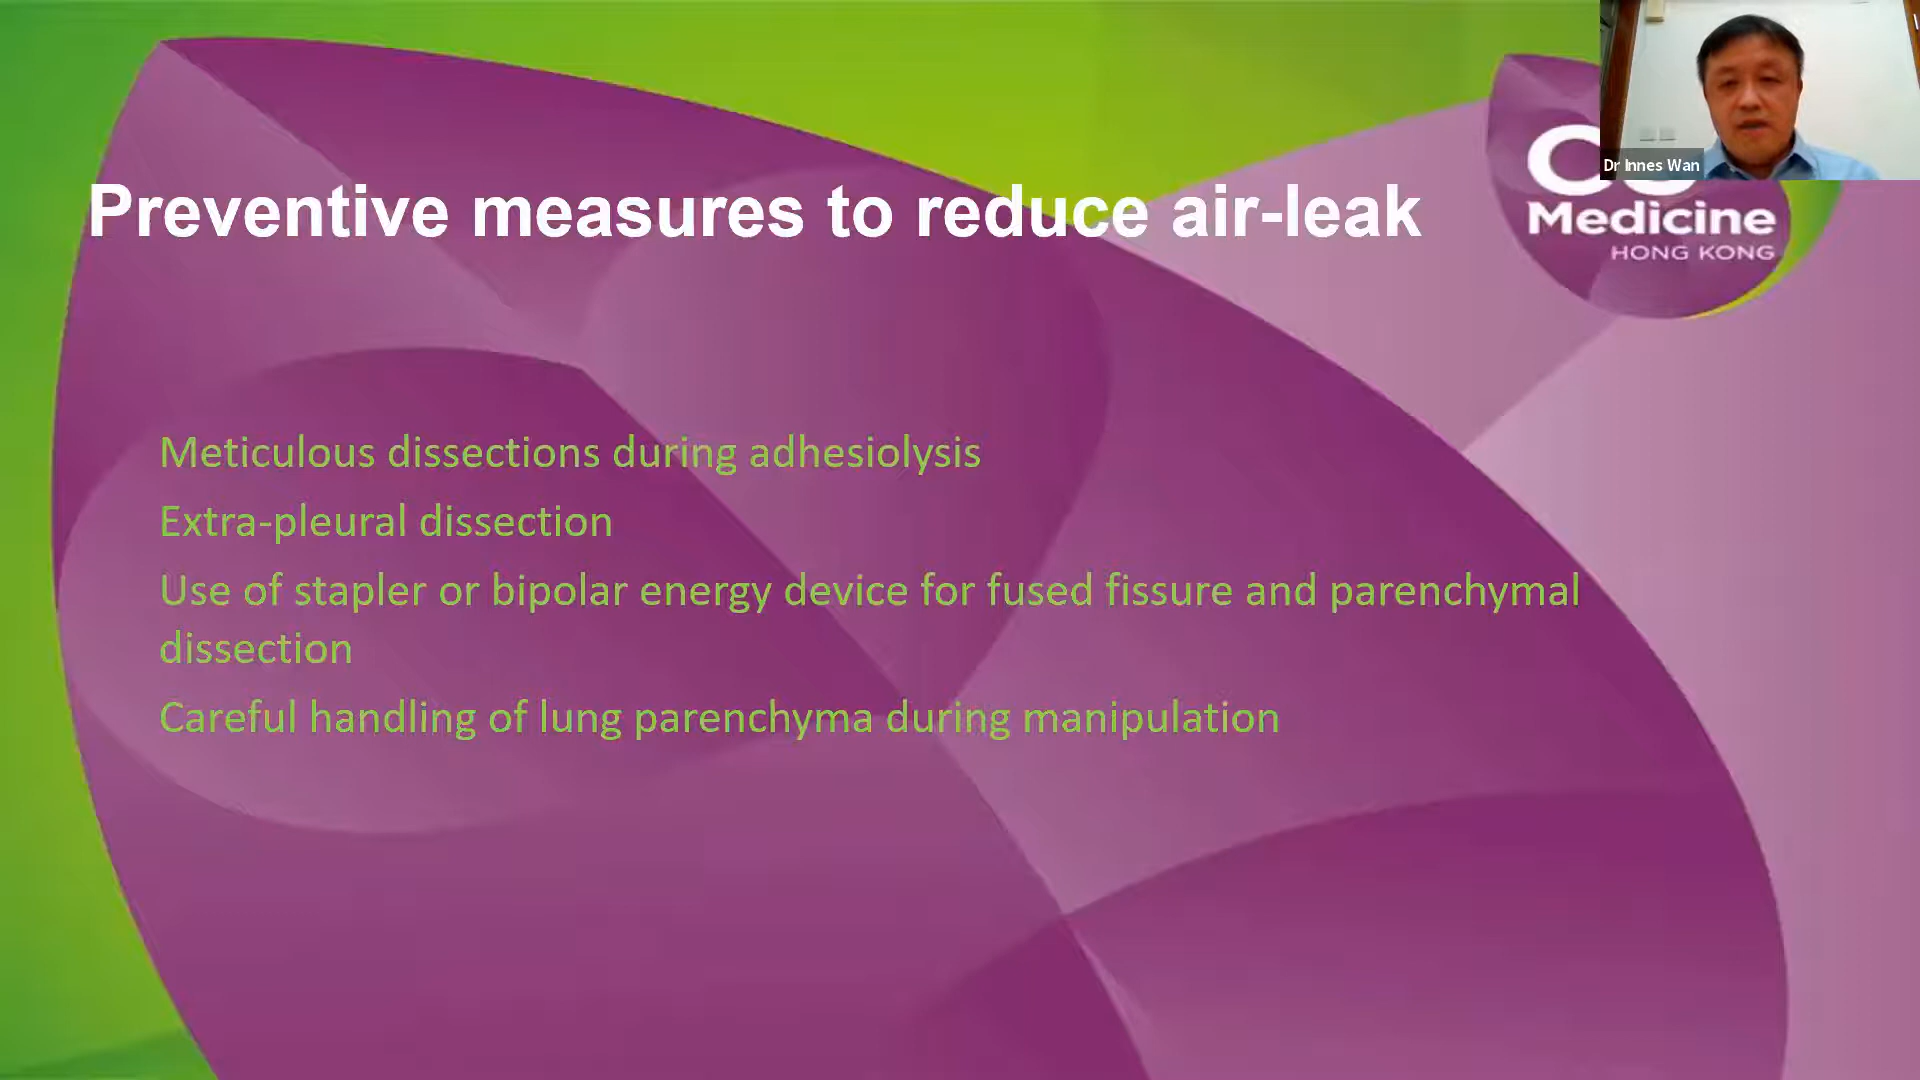 Dr Innes Wan
Preventive measures to reduce air-leak
Medicine
HONG KONG
Meticulous dissections during adhesiolysis
Extra-pleural dissection
Use of stapler or bipolar energy device for fused fissure and parenchymal
dissection
Careful handling of lung parenchyma during manipulation